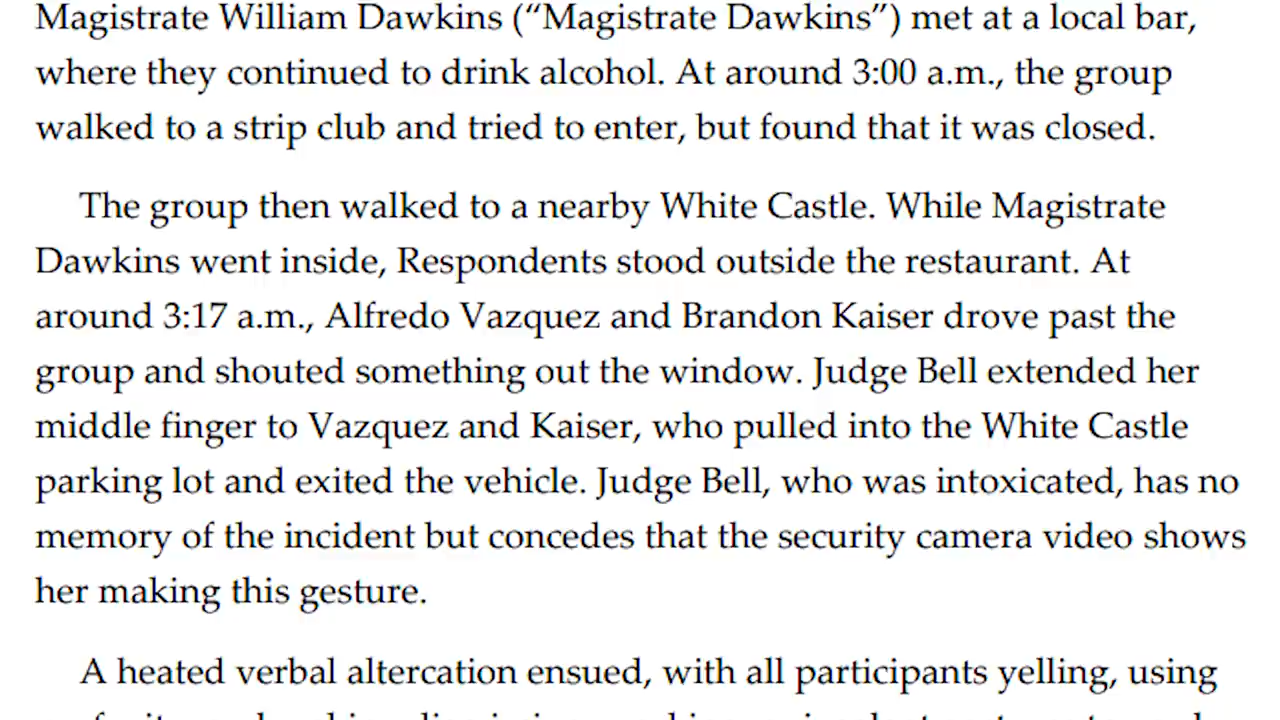 Magistrate William Dawkins (“Magistrate Dawkins”) met at a local bar,
where they continued to drink alcohol. At around 3:00 a.m., the group
walked to a strip club and tried to enter, but found that it was closed.
The group then walked to a nearby White Castle. While Magistrate
Dawkins went inside, Respondents stood outside the restaurant. At
around 3:17 a.m., Alfredo Vazquez and Brandon Kaiser drove past the
group and shouted something out the window. Judge Bell extended her
middle finger to Vazquez and Kaiser, who pulled into the White Castle
parking lot and exited the vehicle. Judge Bell, who was intoxicated, has no
memory of the incident but concedes that the security camera video shows
her making this gesture.
A heated verbal altercation ensued, with all participants yelling, using